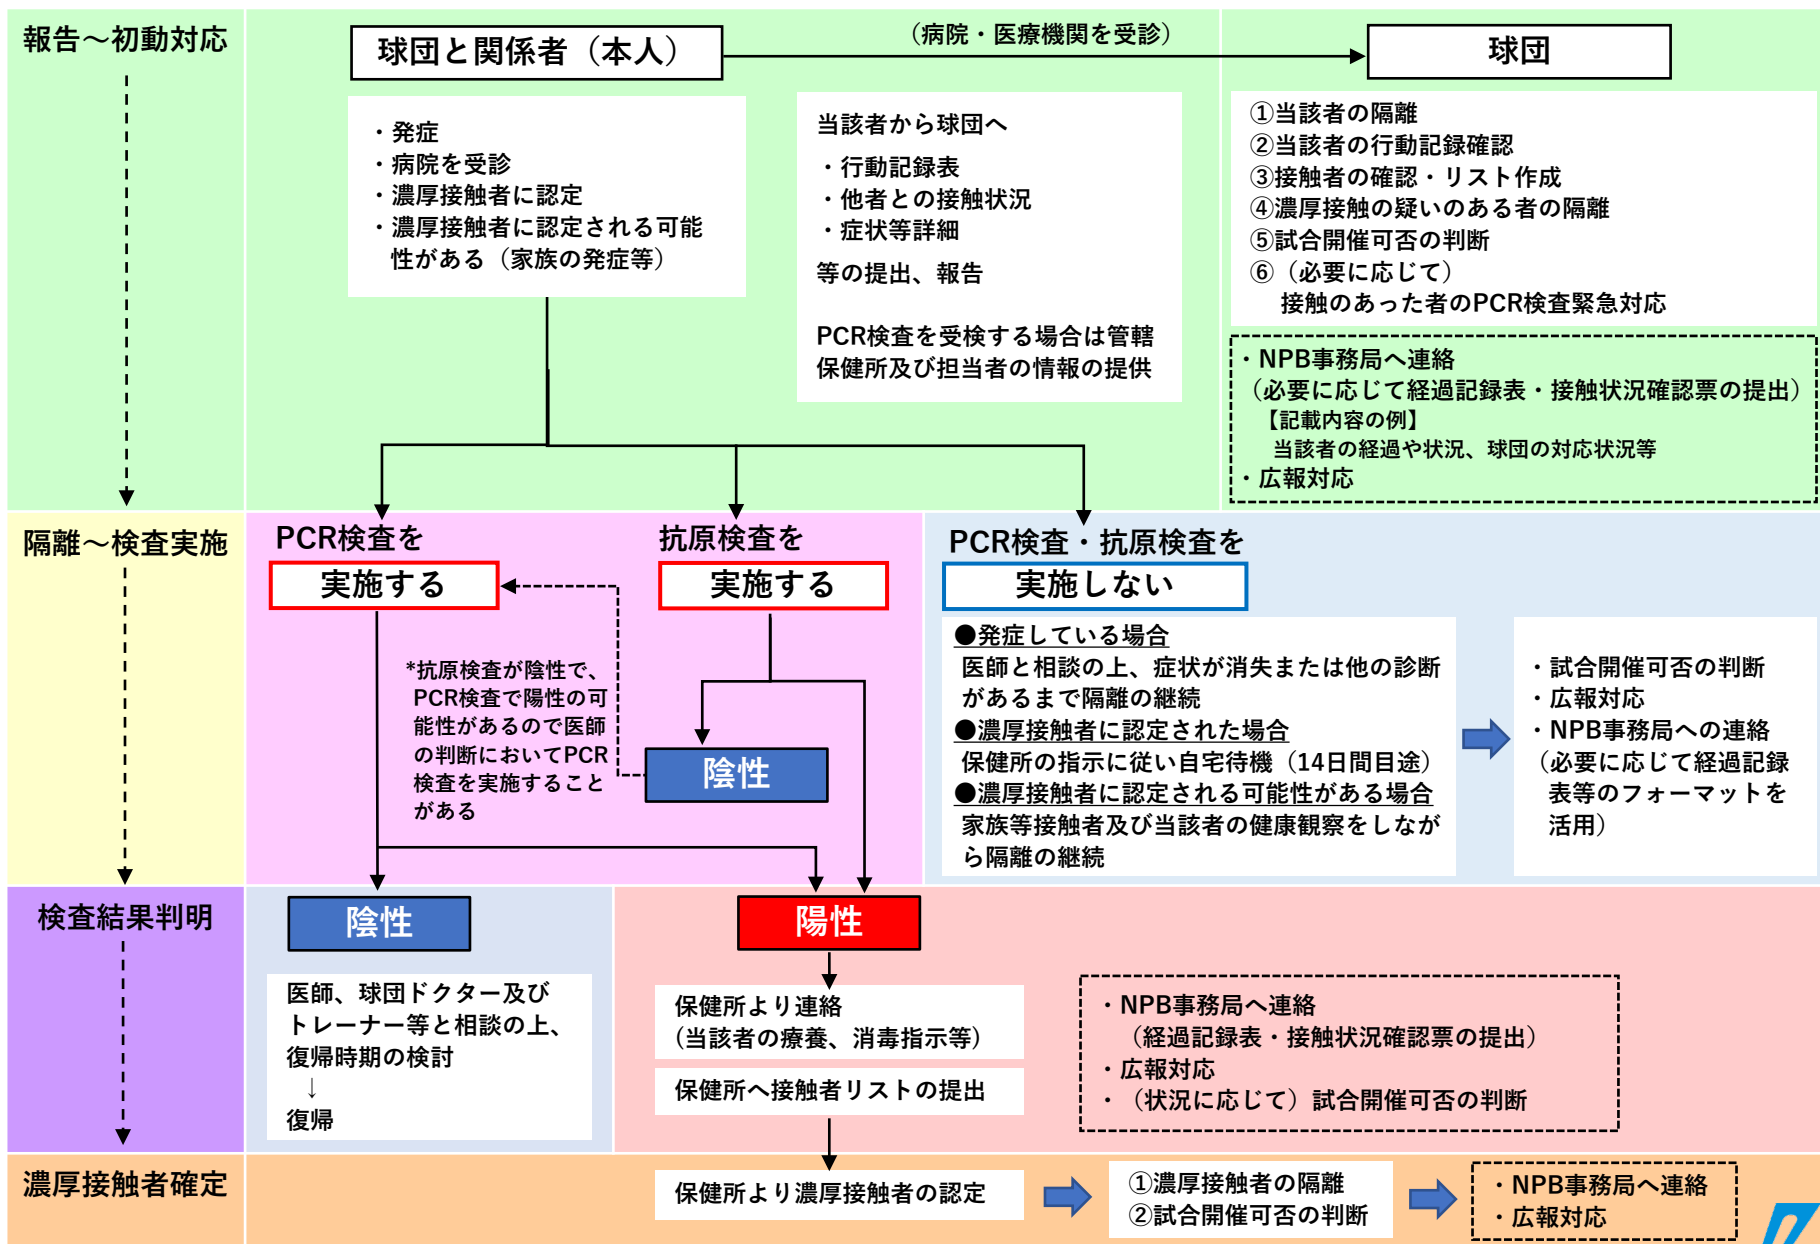 報告～初動対応
球団と関係者（本人）
（病院・医療機関を受診）
球団
・発症
・病院を受診
・濃厚接触者に認定
・濃厚接触者に認定される可能
性がある（家族の発症等）
当該者から球団へ
・行動記録表
・他者との接触状況
・症状等詳細
等の提出、報告
PCR検査を受検する場合は管轄
保健所及び担当者の情報の提供
①当該者の隔離
②当該者の行動記録確認
③接触者の確認・リスト作成
④濃厚接触の疑いのある者の隔離
⑤試合開催可否の判断
⑥（必要に応じて）
接触のあった者のPCR検査緊急対応
・NPB事務局へ連絡
（必要に応じて経過記録表・接触状況確認票の提出）
【記載内容の例】
当該者の経過や状況、球団の対応状況等
・広報対応
隔離～検査実施
PCR検査を
実施する
抗原検査を
実施する
PCR検査・抗原検査を
実施しない
*抗原検査が陰性で、
PCR検査で陽性の可
能性があるので医師
の判断においてPCR
検査を実施すること
がある
陰性
●発症している場合
医師と相談の上、症状が消失または他の診断
があるまで隔離の継続
●濃厚接触者に認定された場合
保健所の指示に従い自宅待機（14日間目途）
●濃厚接触者に認定される可能性がある場合
家族等接触者及び当該者の健康観察をしなが
ら隔離の継続
・試合開催可否の判断
・広報対応
・NPB事務局への連絡
（必要に応じて経過記録
表等のフォーマットを
活用）
検査結果判明
陰性
医師、球団ドクター及び
トレーナー等と相談の上、
復帰時期の検討
↓
復帰
陽性
保健所より連絡
(当該者の療養、消毒指示等）
保健所へ接触者リストの提出
・NPB事務局へ連絡
（経過記録表・接触状況確認票の提出）
・広報対応
・（状況に応じて）試合開催可否の判断
濃厚接触者確定
保健所より濃厚接触者の認定
①濃厚接触者の隔離
②試合開催可否の判断
・NPB事務局へ連絡
・広報対応